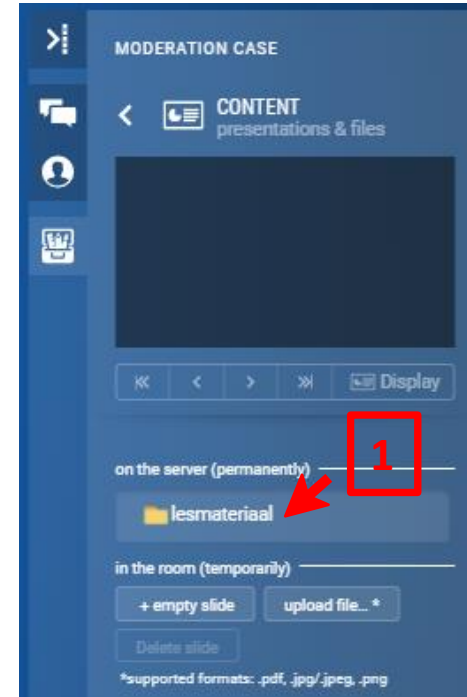 MODERATION CASE
CONTENT
presentations & files
Display
1
on the server (permanently)
lesmateriaal
in the room (temporarily)
+ empty slide upload file... *
Delete slide
*supported formats: .pdf, .jpg/.jpeg, .png